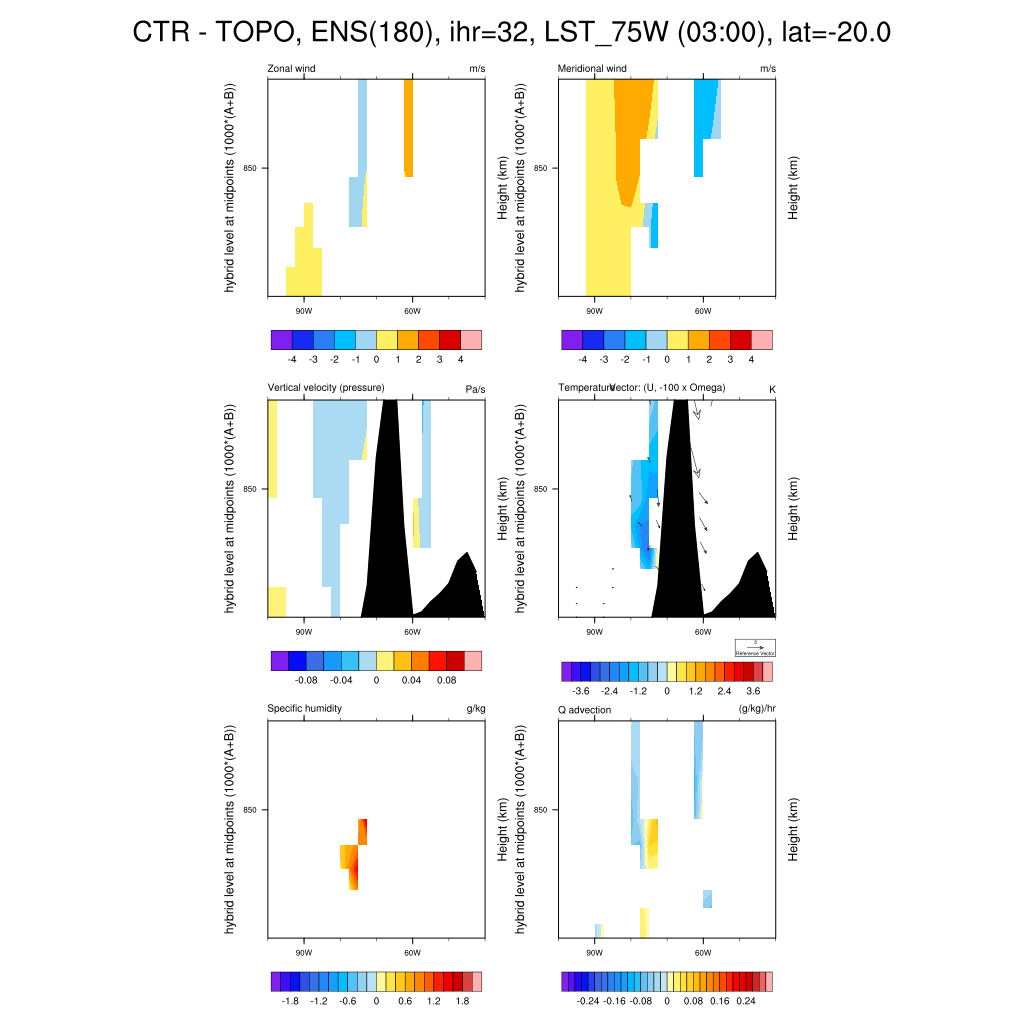 CTR - TOPO, ENS(180), ihr=32, LST_75W (03:00), lat=-20.0
Zonal wind m/s
hybrid level at midpoints (1000*(A+B))
850
Height (km)
90W 60W
-4 -3 -2 -1 0 1 2 3 4
Meridional wind m/s
hybrid level at midpoints (1000*(A+B))
850
Height (km)
90W 60W
-4 -3 -2 -1 0 1 2 3 4
Vertical velocity (pressure) Pa/s
hybrid level at midpoints (1000*(A+B))
850
Height (km)
90W 60W
-0.08 -0.04 0 0.04 0.08
Temperature Vector: (U, -100 x Omega) K
hybrid level at midpoints (1000*(A+B))
850
Height (km)
90W 60W
3
Reference Vector
-3.6 -2.4 -1.2 0 1.2 2.4 3.6
Specific humidity g/kg
hybrid level at midpoints (1000*(A+B))
850
Height (km)
90W 60W
-1.8 -1.2 -0.6 0 0.6 1.2 1.8
Q advection (g/kg)/hr
hybrid level at midpoints (1000*(A+B))
850
Height (km)
90W 60W
-0.24 -0.16 -0.08 0 0.08 0.16 0.24